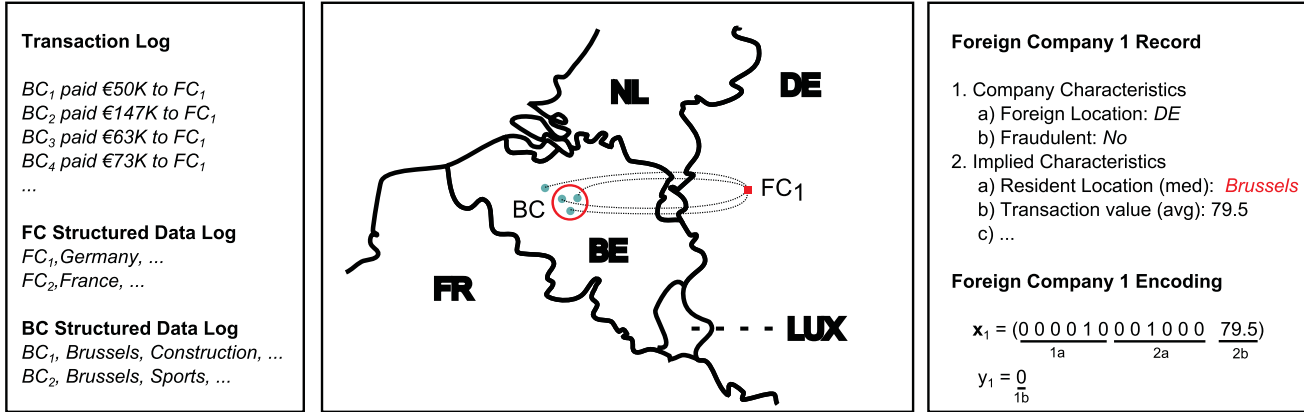 Transaction Log
BC1 paid €50K to FC1
BC2 paid €147K to FC1
BC3 paid €63K to FC1
BC4 paid €73K to FC1
...
FC Structured Data Log
FC1,Germany, ...
FC2,France, ...
BC Structured Data Log
BC1, Brussels, Construction, ...
BC2, Brussels, Sports, ...
NL
DE
FC1
BC
BE
FR
LUX
Foreign Company 1 Record
1. Company Characteristics
a) Foreign Location: DE
b) Fraudulent: No
2. Implied Characteristics
a) Resident Location (med): Brussels
b) Transaction value (avg): 79.5
c) ...
Foreign Company 1 Encoding
x1 = (0 0 0 0 1 0 0 0 1 0 0 0 79.5)
1a 2a 2b
y1 = 0
1b